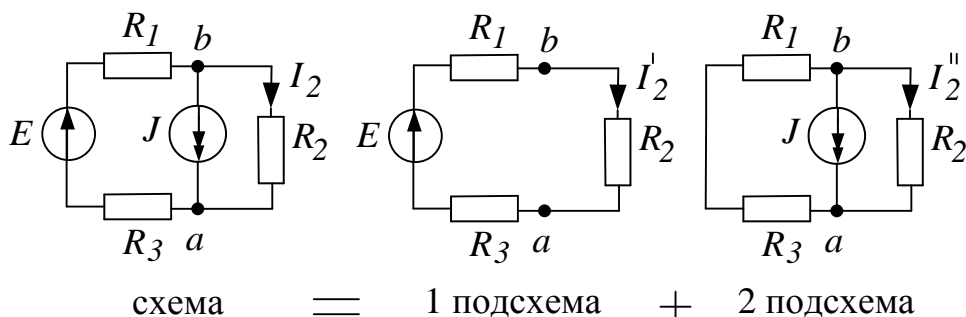 R1 b I2 E J R2 R3 a
R1 b I2' E R2 R3 a
R1 b I2'' J R2 R3 a
схема = 1 подсхема + 2 подсхема